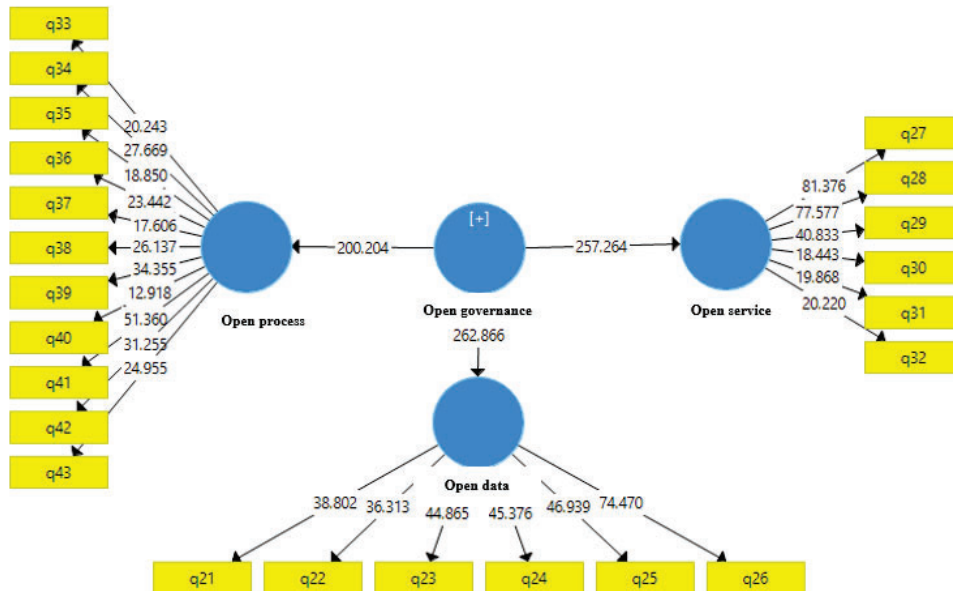 q33
q34
q35
q36
q37
q38
q39
q40
q41
q42
q43
20.243
27.669
18.850
23.442
17.606
26.137
34.355
12.918
51.360
31.255
24.955
Open process
200.204
[+]
Open governance
257.264
262.866
Open service
81.376
77.577
40.833
18.443
19.868
20.220
q27
q28
q29
q30
q31
q32
Open data
38.802
36.313
44.865
45.376
46.939
74.470
q21
q22
q23
q24
q25
q26